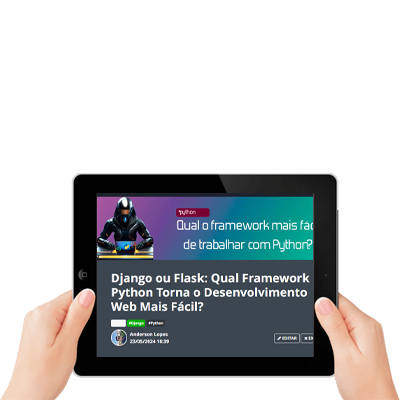 Python
Qual o framework mais fác
de trabalhar com Python?
Django ou Flask: Qual Framework
Python Torna o Desenvolvimento
Web Mais Fácil?
#Django #Python
Anderson Lopes
23/05/2024 18:39
EDITAR